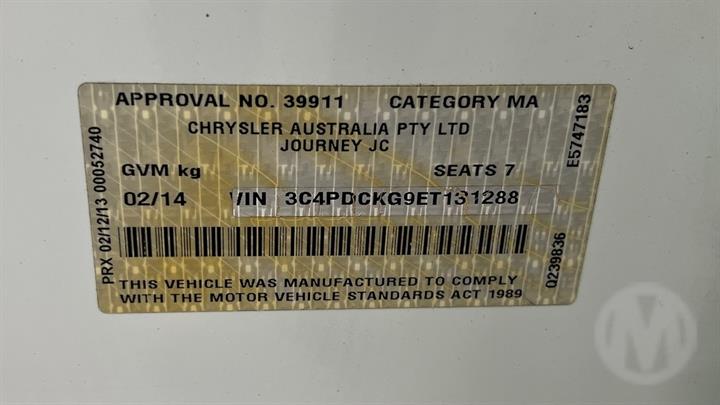 APPROVAL NO. 39911 CATEGORY MA
CHRYSLER AUSTRALIA PTY LTD
JOURNEY JC
GVM kg SEATS 7
02/14 VIN 3C4PDCKG9ET131288
THIS VEHICLE WAS MANUFACTURED TO COMPLY
WITH THE MOTOR VEHICLE STANDARDS ACT 1989
PRX 02/12/13 00052740
E5747183
Q239836
M